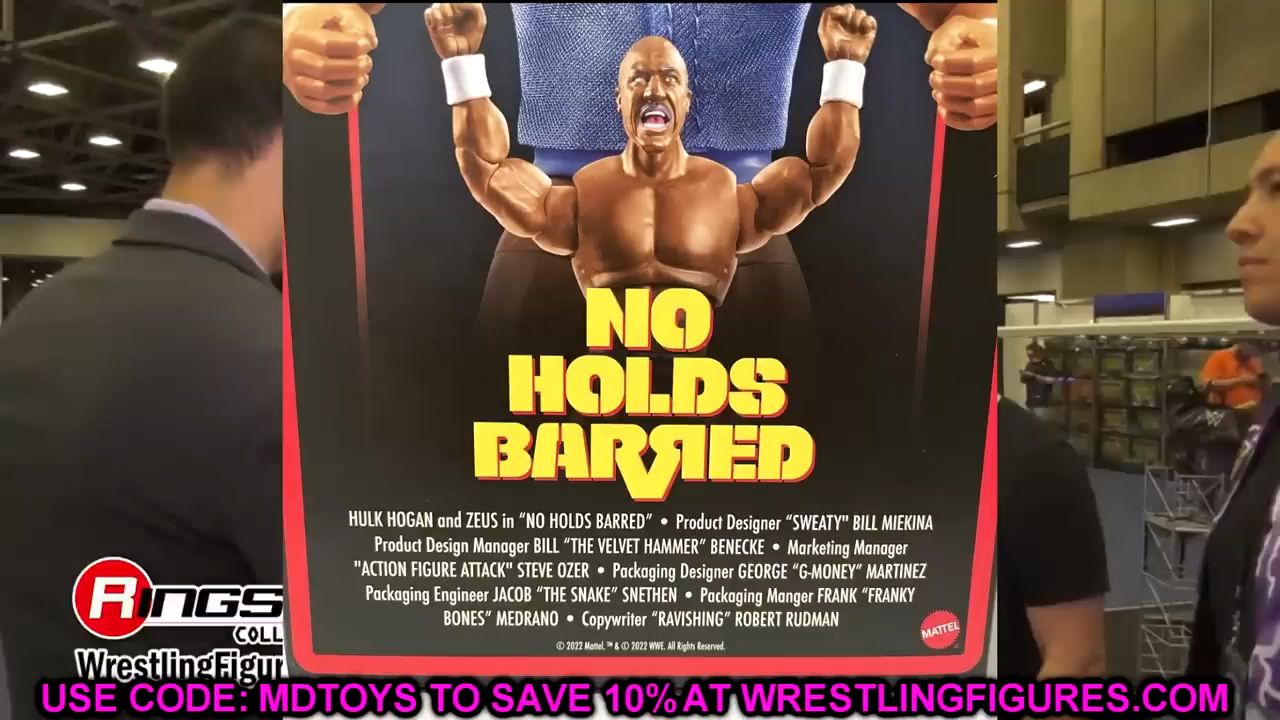 NO
HOLDS
BARRED
HULK HOGAN and ZEUS in "NO HOLDS BARRED" • Product Designer "SWEATY" BILL MIEKINA
Product Design Manager BILL "THE VELVET HAMMER" BENECKE • Marketing Manager
"ACTION FIGURE ATTACK" STEVE OZER • Packaging Designer GEORGE "G-MONEY" MARTINEZ
Packaging Engineer JACOB "THE SNAKE" SNETHEN • Packaging Manger FRANK "FRANKY
BONES" MEDRANO • Copywriter "RAVISHING" ROBERT RUDMAN
MATTEL
© 2022 Mattel. ™ & © 2022 WWE. All Rights Reserved.
RINGS
COLL
WrestlingFigur
W
USE CODE: MDTOYS TO SAVE 10% AT WRESTLINGFIGURES.COM